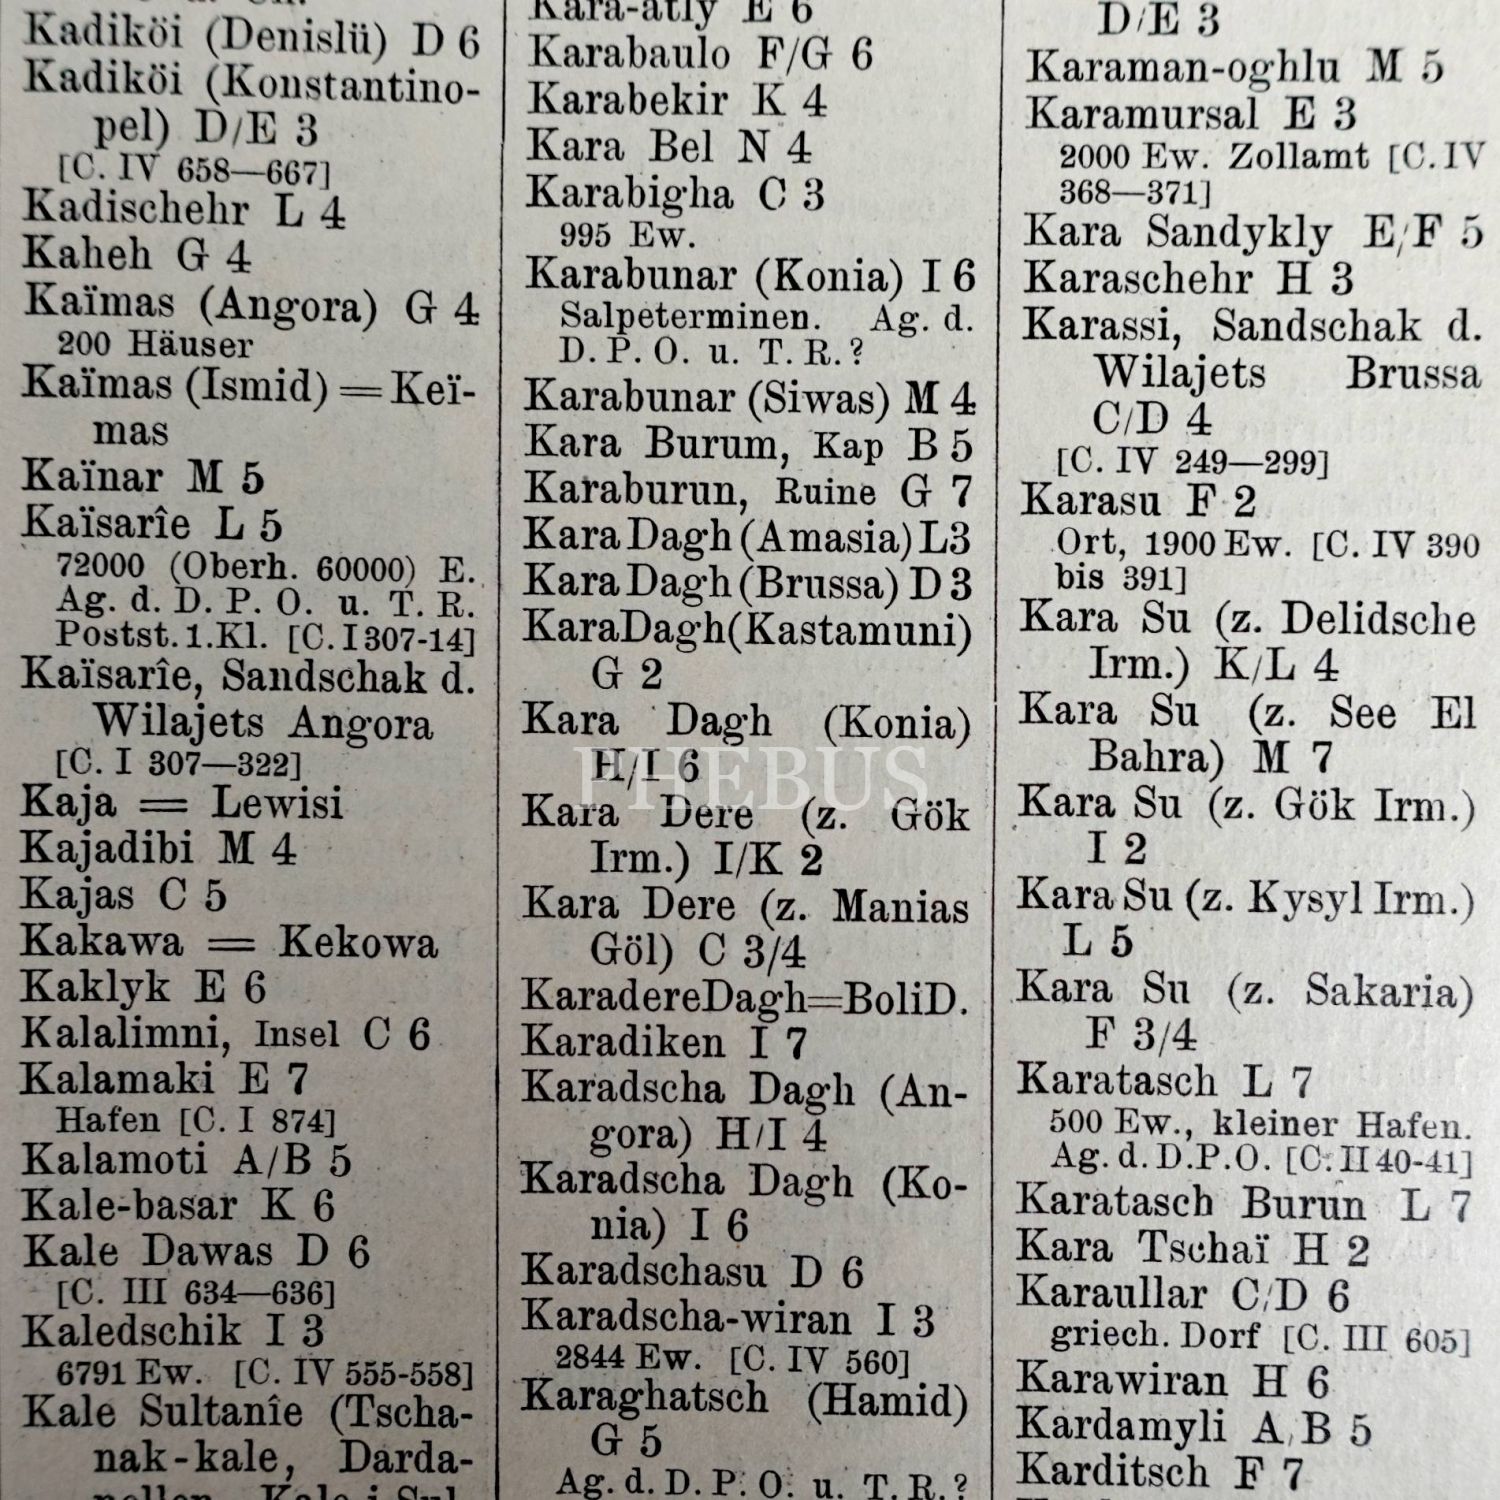 Kadiköi (Denislü) D 6
Kadiköi (Konstantino-
pel) D/E 3
[C. IV 658—667]
Kadischehr L 4
Kaheh G 4
Kaïmas (Angora) G 4
200 Häuser
Kaïmas (Ismid) = Keï-
mas
Kaïnar M 5
Kaïsarîe L 5
72000 (Oberh. 60000) E.
Ag. d. D. P. O. u. T. R.
Postst. 1. Kl. [C. I 307-14]
Kaïsarîe, Sandschak d.
Wilajets Angora
[C. I 307—322]
Kaja = Lewisi
Kajadibi M 4
Kajas C 5
Kakawa = Kekowa
Kaklyk E 6
Kalalimni, Insel C 6
Kalamaki E 7
Hafen [C. I 874]
Kalamoti A/B 5
Kale-basar K 6
Kale Dawas D 6
[C. III 634—636]
Kaledschik I 3
6791 Ew. [C. IV 555-558]
Kale Sultanîe (Tscha-
nak-kale, Darda-
Kara-atly E 6
Karabaulo F/G 6
Karabekir K 4
Kara Bel N 4
Karabigha C 3
995 Ew.
Karabunar (Konia) I 6
Salpeterminen. Ag. d.
D. P. O. u. T. R.?
Karabunar (Siwas) M 4
Kara Burum, Kap B 5
Karaburun, Ruine G 7
Kara Dagh (Amasia) L3
Kara Dagh (Brussa) D 3
KaraDagh(Kastamuni)
G 2
Kara Dagh (Konia)
H/I 6
Kara Dere (z. Gök
Irm.) I/K 2
Kara Dere (z. Manias
Göl) C 3/4
KaradereDagh=BoliD.
Karadiken I 7
Karadscha Dagh (An-
gora) H/I 4
Karadscha Dagh (Ko-
nia) I 6
Karadschasu D 6
Karadscha-wiran I 3
2844 Ew. [C. IV 560]
Karaghatsch (Hamid)
G 5
Ag. d. D. P. O. u. T. R.?
D/E 3
Karaman-oghlu M 5
Karamursal E 3
2000 Ew. Zollamt [C. IV
368—371]
Kara Sandykly E/F 5
Karaschehr H 3
Karassi, Sandschak d.
Wilajets Brussa
C/D 4
[C. IV 249—299]
Karasu F 2
Ort, 1900 Ew. [C. IV 390
bis 391]
Kara Su (z. Delidsche
Irm.) K/L 4
Kara Su (z. See El
Bahra) M 7
Kara Su (z. Gök Irm.)
I 2
Kara Su (z. Kysyl Irm.)
L 5
Kara Su (z. Sakaria)
F 3/4
Karatasch L 7
500 Ew., kleiner Hafen.
Ag. d. D.P.O. [C. II 40-41]
Karatasch Burun L 7
Kara Tschaï H 2
Karaullar C/D 6
griech. Dorf [C. III 605]
Karawiran H 6
Kardamyli A/B 5
Karditsch F 7
PHEBUS